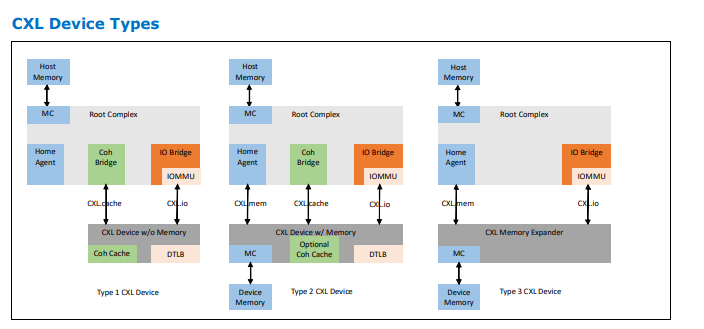 CXL Device Types
Host
Memory
MC
Root Complex
Home
Agent
Coh
Bridge
IO Bridge
IOMMU
CXL.cache
CXL.io
CXL Device w/o Memory
Coh Cache
DTLB
Type 1 CXL Device
Host
Memory
MC
Root Complex
Home
Agent
Coh
Bridge
IO Bridge
IOMMU
CXL.mem
CXL.cache
CXL.io
CXL Device w/ Memory
MC
Optional
Coh Cache
DTLB
Device
Memory
Type 2 CXL Device
Host
Memory
MC
Root Complex
Home
Agent
IO Bridge
IOMMU
CXL.mem
CXL.io
CXL Memory Expander
MC
Device
Memory
Type 3 CXL Device